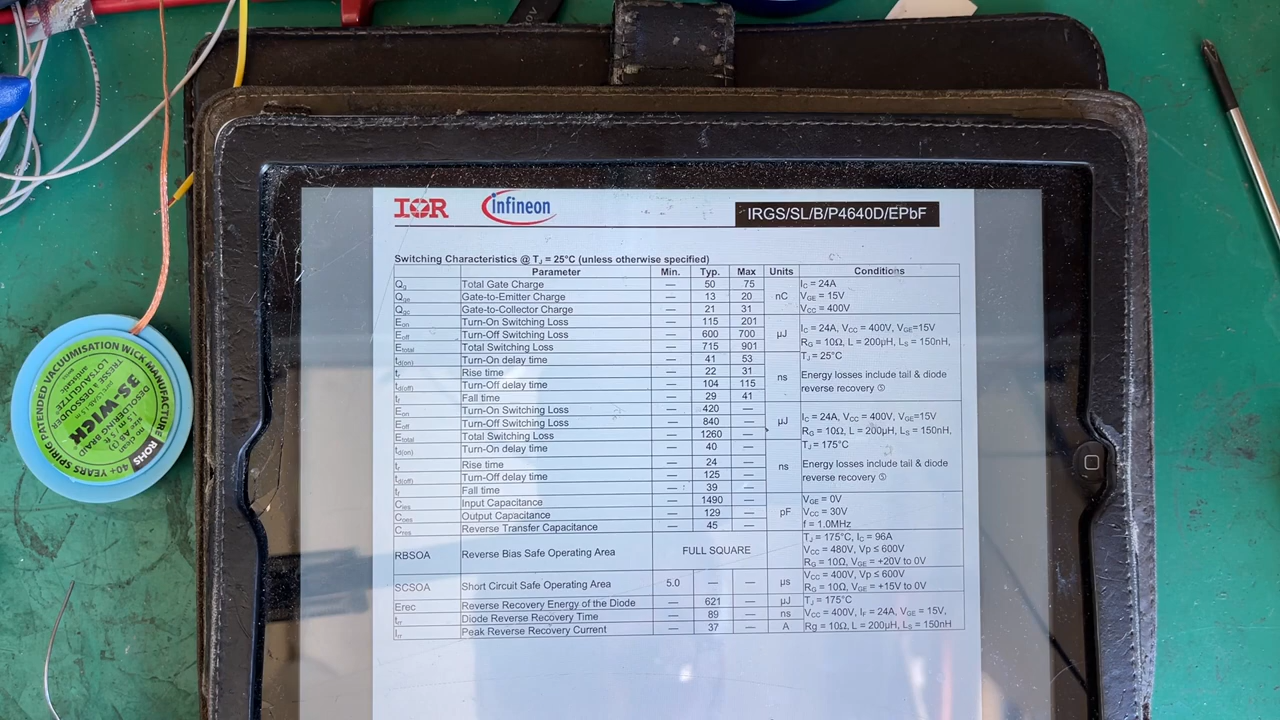 IOR Infineon IRGS/SL/B/P4640D/EPbF
Switching Characteristics @ TJ = 25°C (unless otherwise specified)
Parameter Min. Typ. Max Units Conditions
Qg Total Gate Charge — 50 75 nC IC = 24A
Qge Gate-to-Emitter Charge — 13 20 VGE = 15V
Qgc Gate-to-Collector Charge — 21 31 VCC = 400V
Eon Turn-On Switching Loss — 115 201 µJ IC = 24A, VCC = 400V, VGE=15V
Eoff Turn-Off Switching Loss — 600 700 RG = 10Ω, L = 200µH, LS = 150nH,
Etotal Total Switching Loss — 715 901 TJ = 25°C
td(on) Turn-On delay time — 41 53 ns Energy losses include tail & diode
tr Rise time — 22 31 reverse recovery ⑤
td(off) Turn-Off delay time — 104 115
tf Fall time — 29 41
Eon Turn-On Switching Loss — 420 — µJ IC = 24A, VCC = 400V, VGE=15V
Eoff Turn-Off Switching Loss — 840 — RG = 10Ω, L = 200µH, LS = 150nH,
Etotal Total Switching Loss — 1260 — TJ = 175°C
td(on) Turn-On delay time — 40 — ns Energy losses include tail & diode
tr Rise time — 24 — reverse recovery ⑤
td(off) Turn-Off delay time — 125 —
tf Fall time — 39 —
Cies Input Capacitance — 1490 — pF VGE = 0V
Coes Output Capacitance — 129 — VCC = 30V
Cres Reverse Transfer Capacitance — 45 — f = 1.0MHz
RBSOA Reverse Bias Safe Operating Area FULL SQUARE TJ = 175°C, IC = 96A
VCC = 480V, Vp ≤ 600V
RG = 10Ω, VGE = +20V to 0V
SCSOA Short Circuit Safe Operating Area 5.0 — — µs VCC = 400V, Vp ≤ 600V
RG = 10Ω, VGE = +15V to 0V
Erec Reverse Recovery Energy of the Diode — 621 — µJ TJ = 175°C
trr Diode Reverse Recovery Time — 89 — ns VCC = 400V, IF = 24A, VGE = 15V,
Irr Peak Reverse Recovery Current — 37 — A Rg = 10Ω, L = 200µH, LS = 150nH
PATENTED VACUUMISATION WICK MANUFACTURE
TRESSE A DESSOUDER
3S-WICK
DESOLDERING BRAID
ROHS
40+ YEARS SPIRIG